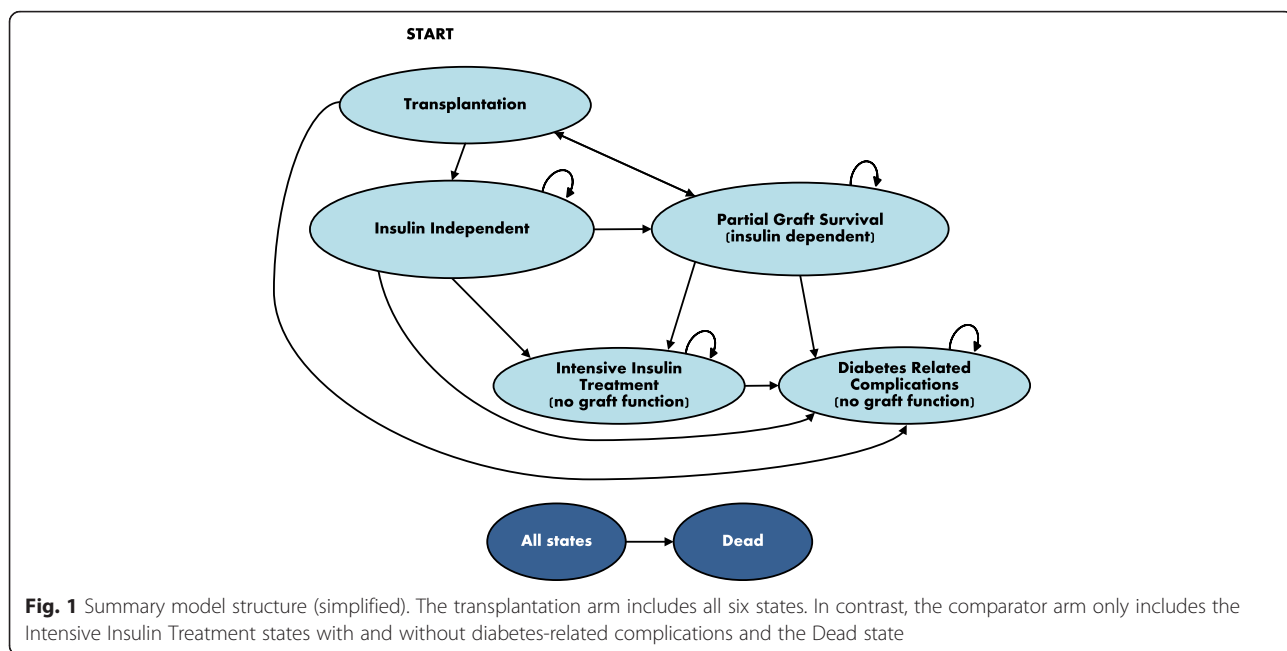 START
Transplantation
Insulin Independent
Partial Graft Survival
(insulin dependent)
Intensive Insulin
Treatment
(no graft function)
Diabetes Related
Complications
(no graft function)
All states
Dead
Fig. 1 Summary model structure (simplified). The transplantation arm includes all six states. In contrast, the comparator arm only includes the
Intensive Insulin Treatment states with and without diabetes-related complications and the Dead state